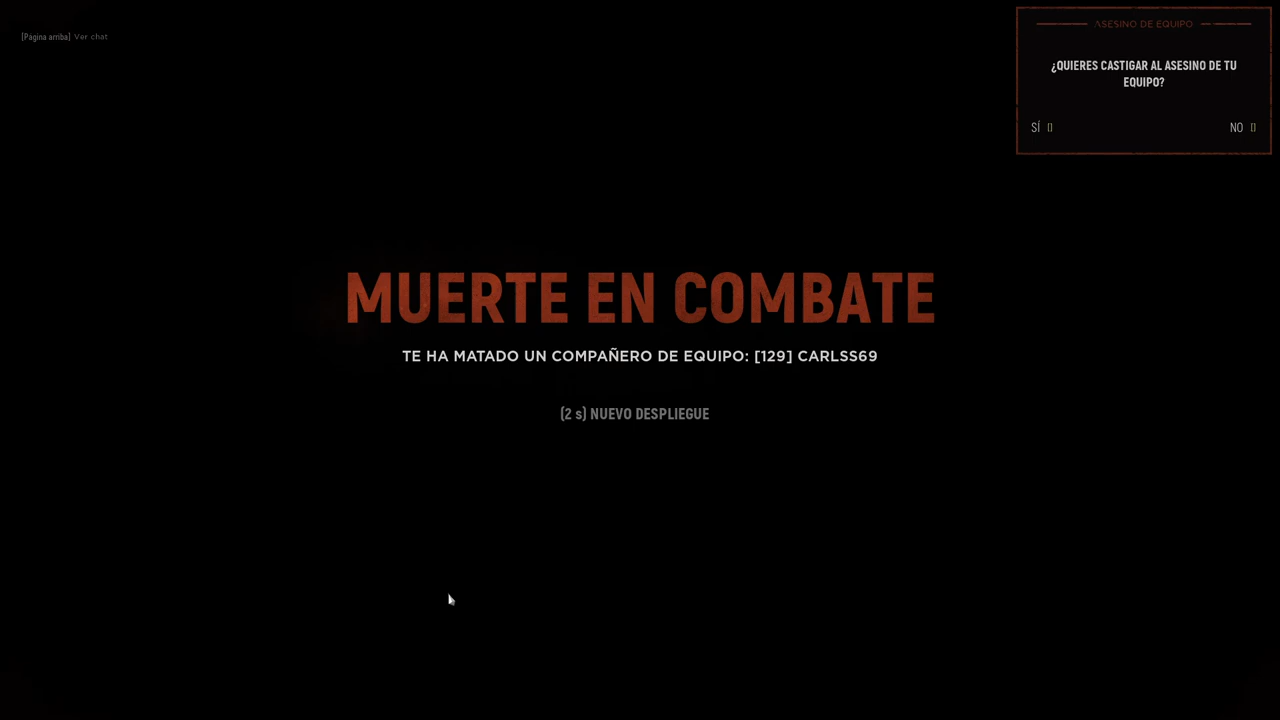 [Página arriba] Ver chat
ASESINO DE EQUIPO
¿QUIERES CASTIGAR AL ASESINO DE TU
EQUIPO?
SÍ []
NO []
MUERTE EN COMBATE
TE HA MATADO UN COMPAÑERO DE EQUIPO: [129] CARLSS69
(2 s) NUEVO DESPLIEGUE